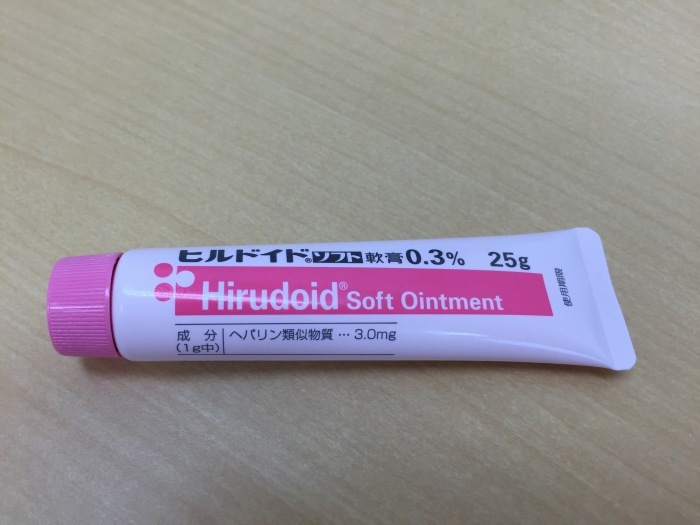 ヒルドイド®ソフト軟膏0.3% 25g
Hirudoid® Soft Ointment
成 分 ヘパリン類似物質 … 3.0mg
(1g中)
使用期限